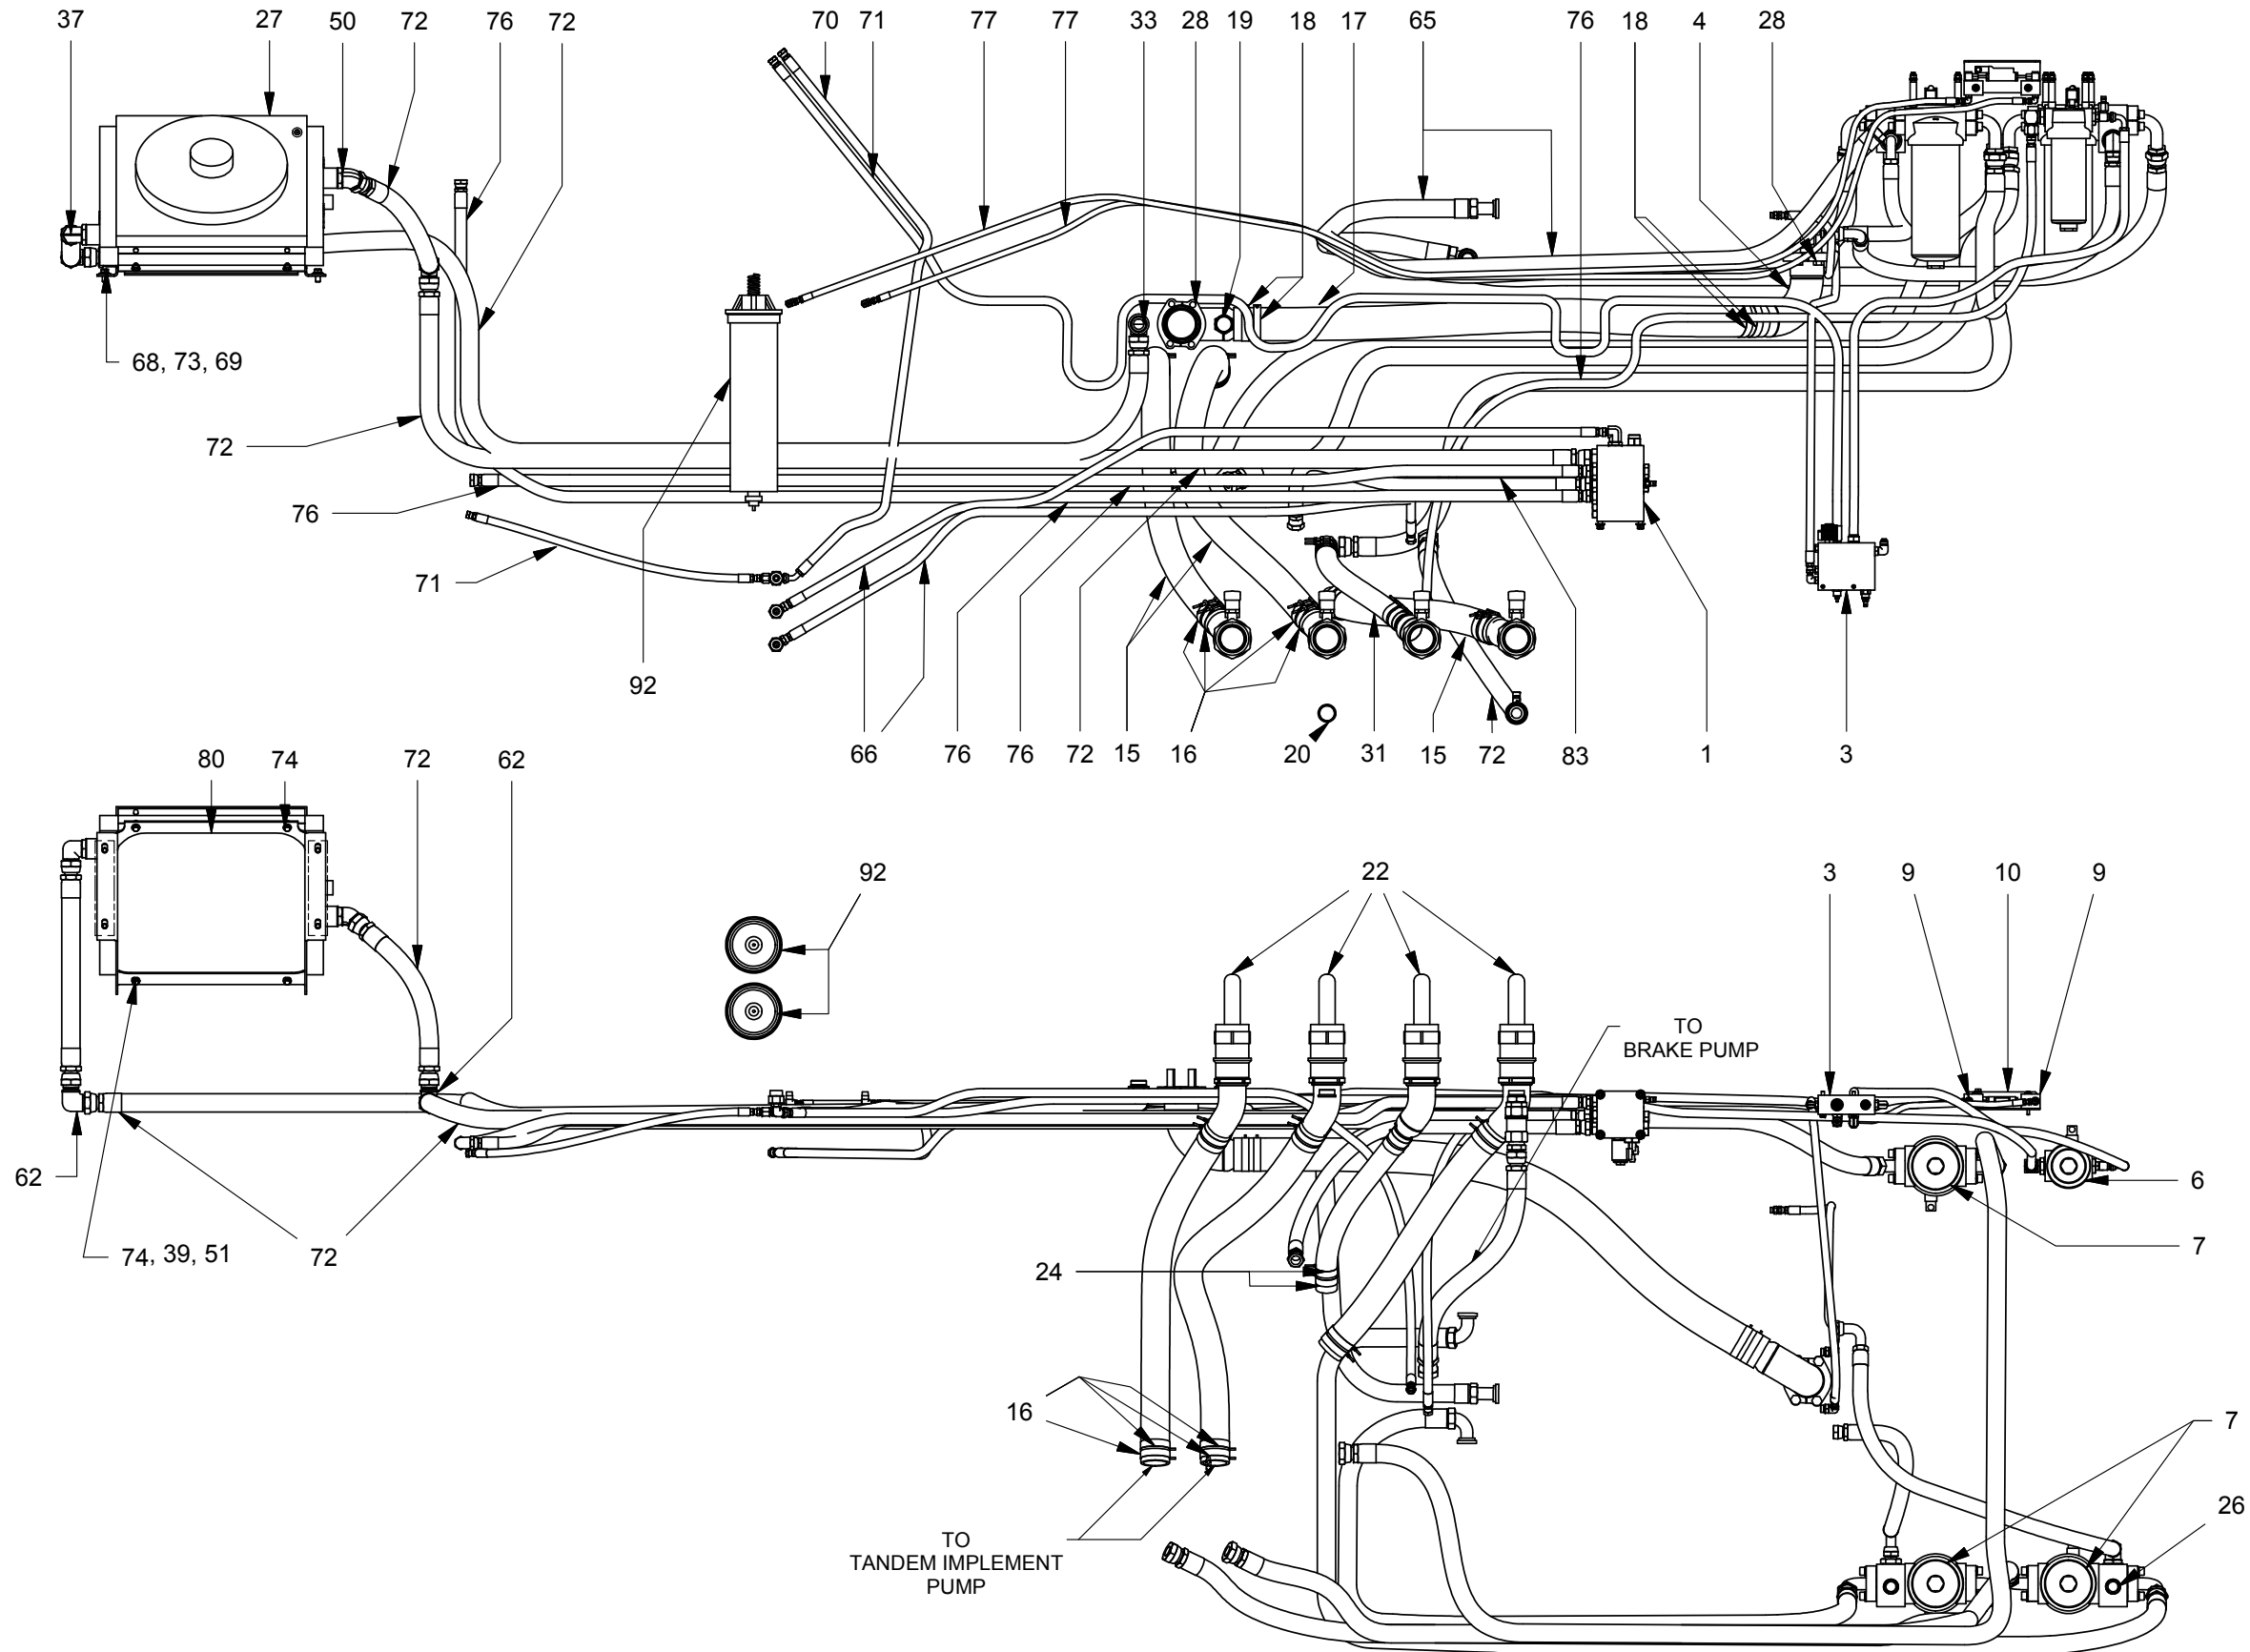 37 27 50 72 76 72 70 71 77 77 33 28 19 18 17 65 76 18 4 28
68, 73, 69
72
76
71
92
66 76 76 72 15 16 20 31 15 72 83 1 3
80 74 72 62
92 22 3 9 10 9
TO
BRAKE PUMP
62 6
74, 39, 51 72 7
24
16 7
26
TO
TANDEM IMPLEMENT
PUMP